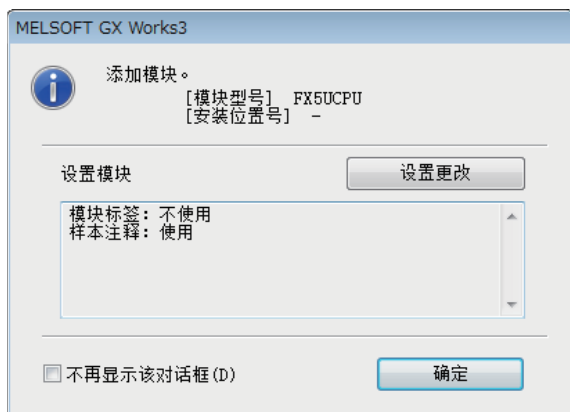 MELSOFT GX Works3
添加模块。
[模块型号] FX5UCPU
[安装位置号] -
设置模块
设置更改
模块标签: 不使用
样本注释: 使用
不再显示该对话框(D)
确定